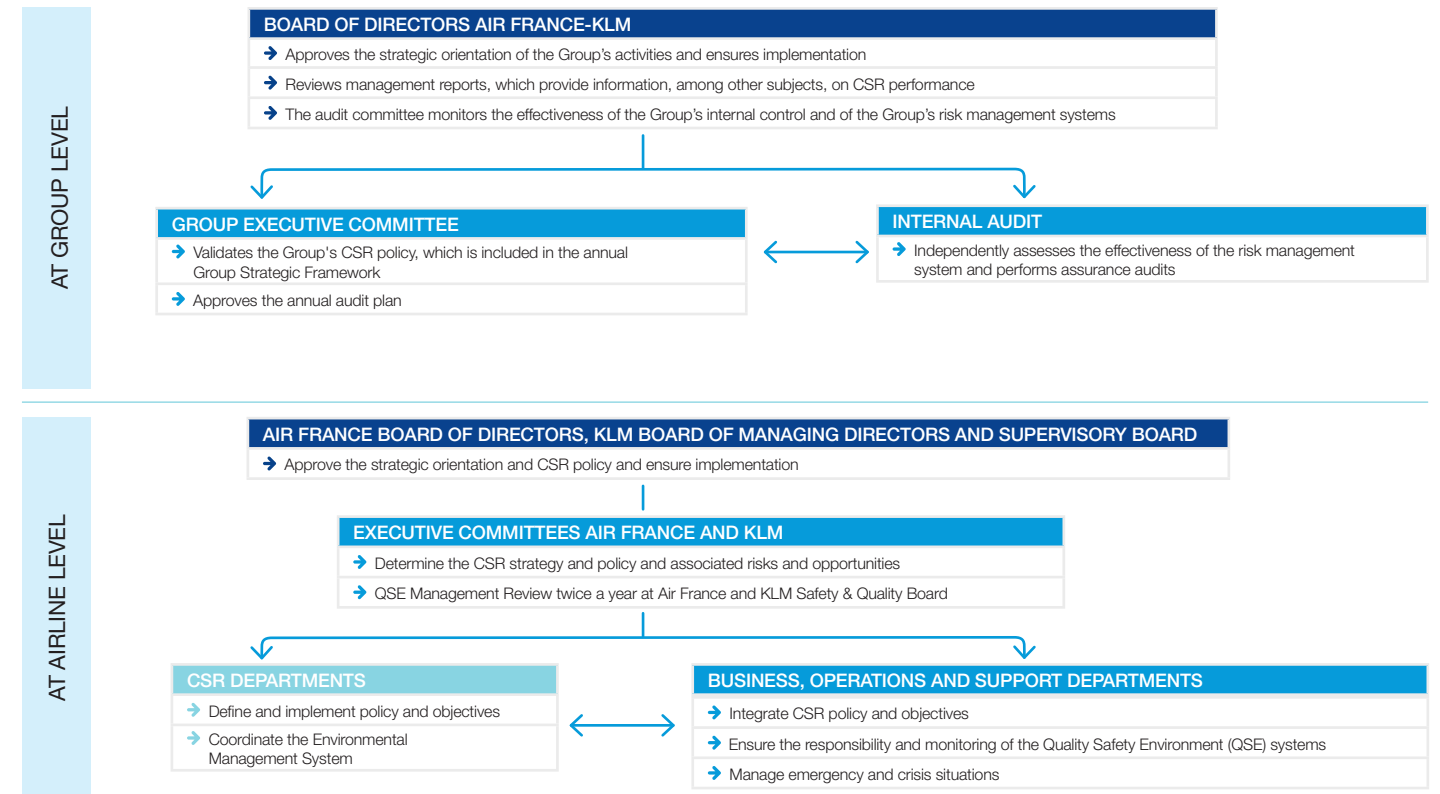 AT GROUP LEVEL
BOARD OF DIRECTORS AIR FRANCE-KLM
→ Approves the strategic orientation of the Group’s activities and ensures implementation
→ Reviews management reports, which provide information, among other subjects, on CSR performance
→ The audit committee monitors the effectiveness of the Group’s internal control and of the Group’s risk management systems
GROUP EXECUTIVE COMMITTEE
→ Validates the Group's CSR policy, which is included in the annual
Group Strategic Framework
→ Approves the annual audit plan
INTERNAL AUDIT
→ Independently assesses the effectiveness of the risk management
system and performs assurance audits
AT AIRLINE LEVEL
AIR FRANCE BOARD OF DIRECTORS, KLM BOARD OF MANAGING DIRECTORS AND SUPERVISORY BOARD
→ Approve the strategic orientation and CSR policy and ensure implementation
EXECUTIVE COMMITTEES AIR FRANCE AND KLM
→ Determine the CSR strategy and policy and associated risks and opportunities
→ QSE Management Review twice a year at Air France and KLM Safety & Quality Board
CSR DEPARTMENTS
→ Define and implement policy and objectives
→ Coordinate the Environmental
Management System
BUSINESS, OPERATIONS AND SUPPORT DEPARTMENTS
→ Integrate CSR policy and objectives
→ Ensure the responsibility and monitoring of the Quality Safety Environment (QSE) systems
→ Manage emergency and crisis situations